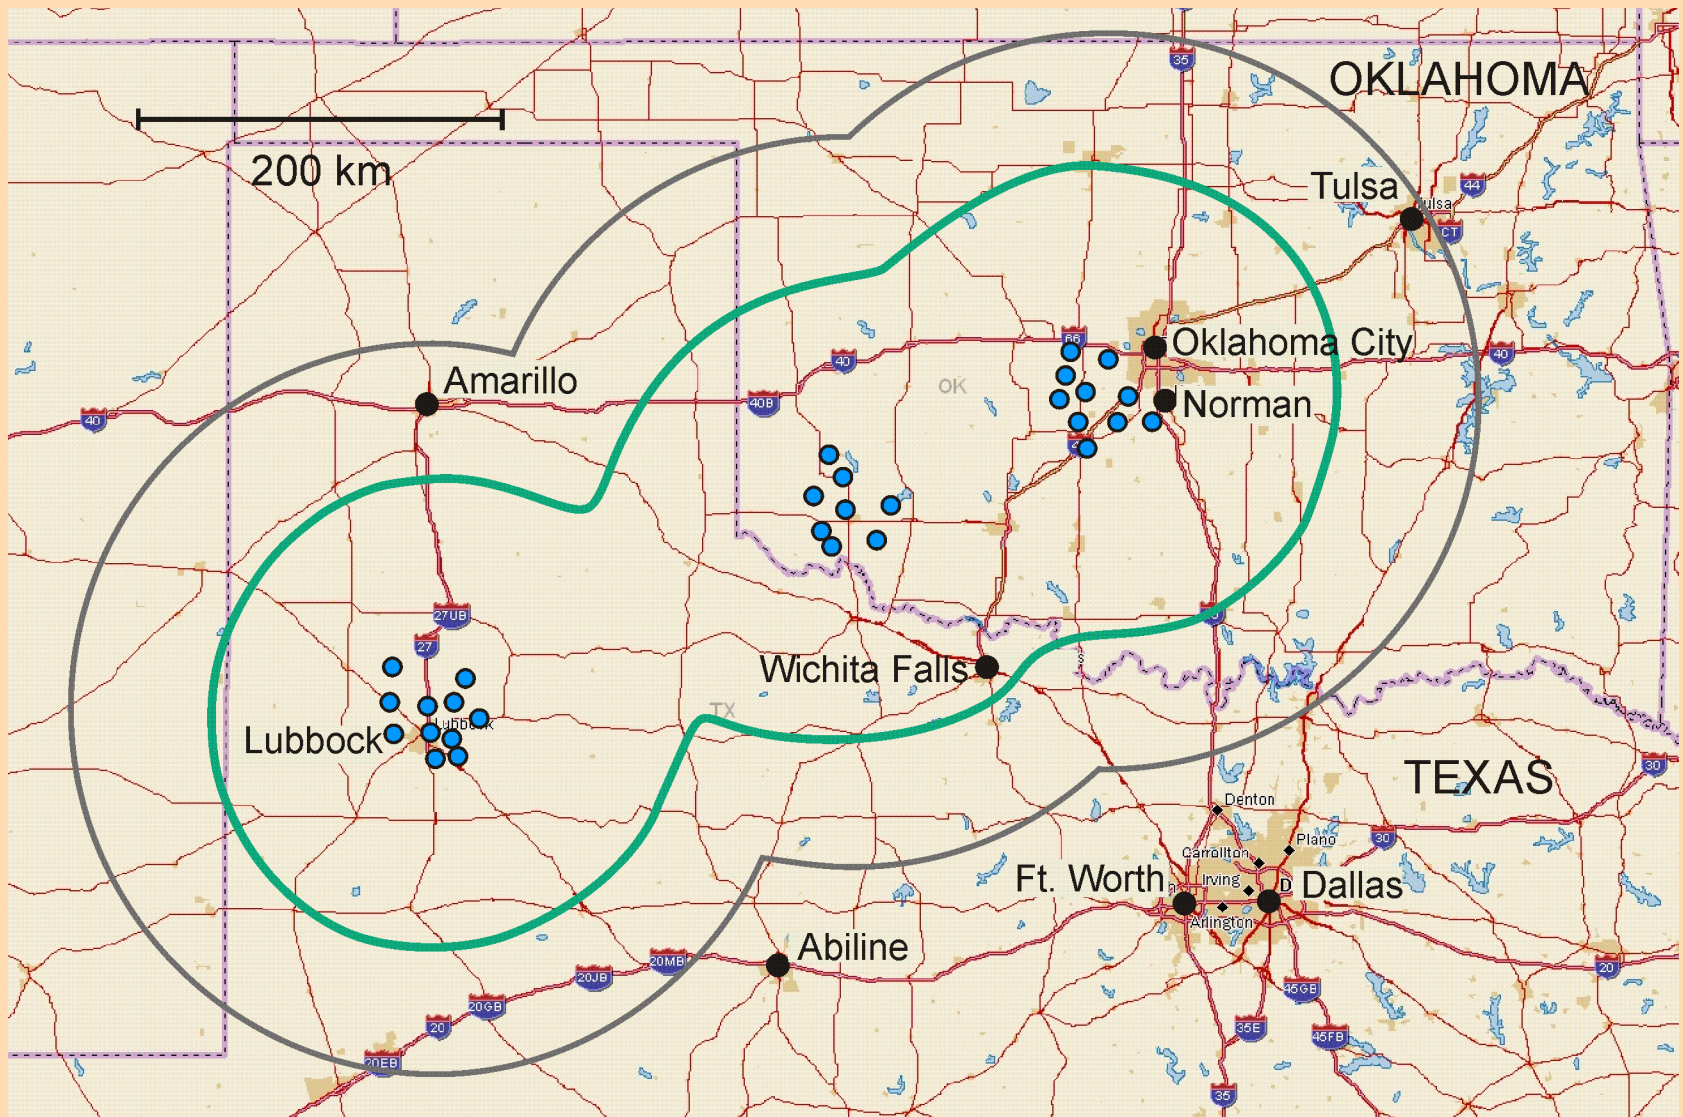 35
OKLAHOMA
200 km
Tulsa
ulsa
44
CT
66
Oklahoma City
40
40
40
Amarillo
40B
OK
Norman
27UB
27
Wichita Falls
s
TX
Lubbock
Lubbock
TEXAS
30
Denton
30
Plano
Carrollton
Irving
Ft. Worth
D
Dallas
Arlington
Abiline
20MB
20
20JB
20GB
45GB
20
35E
45FB
20EB
35